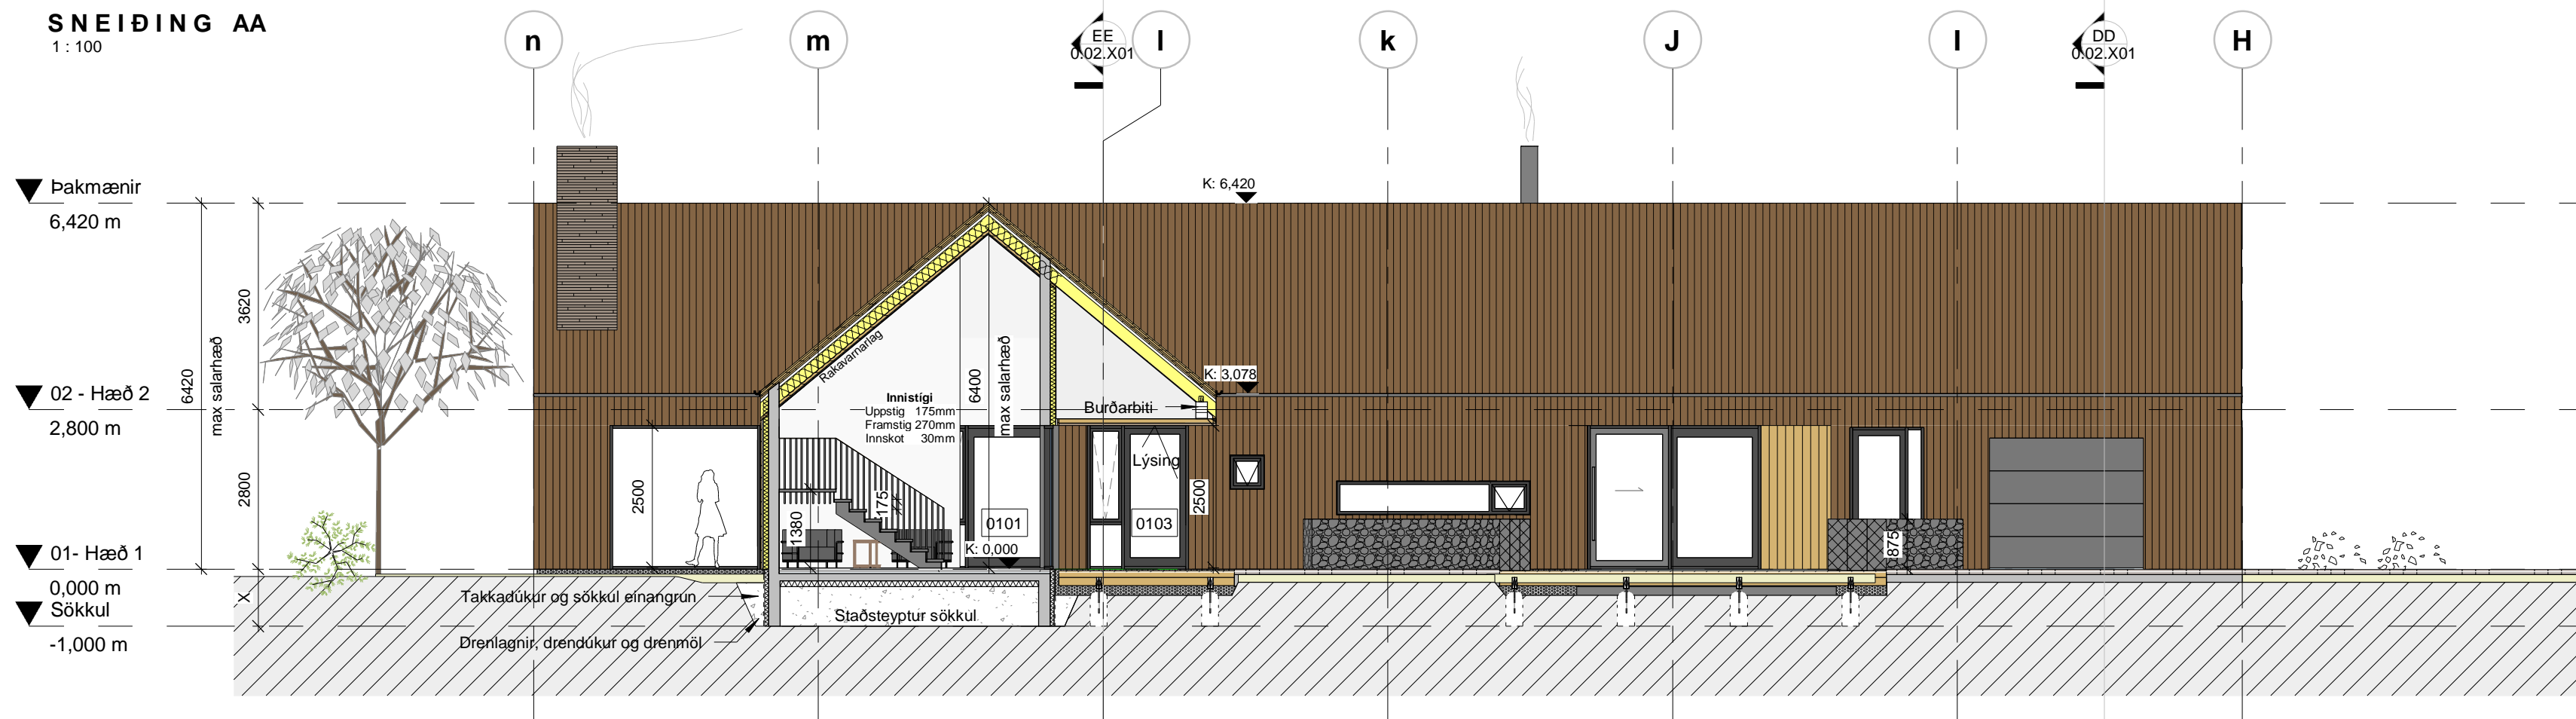 SNEIÐING AA
1 : 100
n
m
EE
0.02.X01
l
k
J
I
DD
0.02.X01
H
Þakmænir
6,420 m
K: 6,420
3620
6420
max salarhæð
Rakavarnarlag
6400
max salarhæð
K: 3,078
02 - Hæð 2
2,800 m
Innistígi
Uppstig 175mm
Framstig 270mm
Innskot 30mm
Burðarbiti
Lýsing
2800
2500
1380
175
2500
0101
0103
K: 0,000
875
01- Hæð 1
0,000 m
Sökkul
-1,000 m
X
Takkadúkur og sökkul einangrun
Staðsteyptur sökkul
Drenlagnir, drendúkur og drenmöl